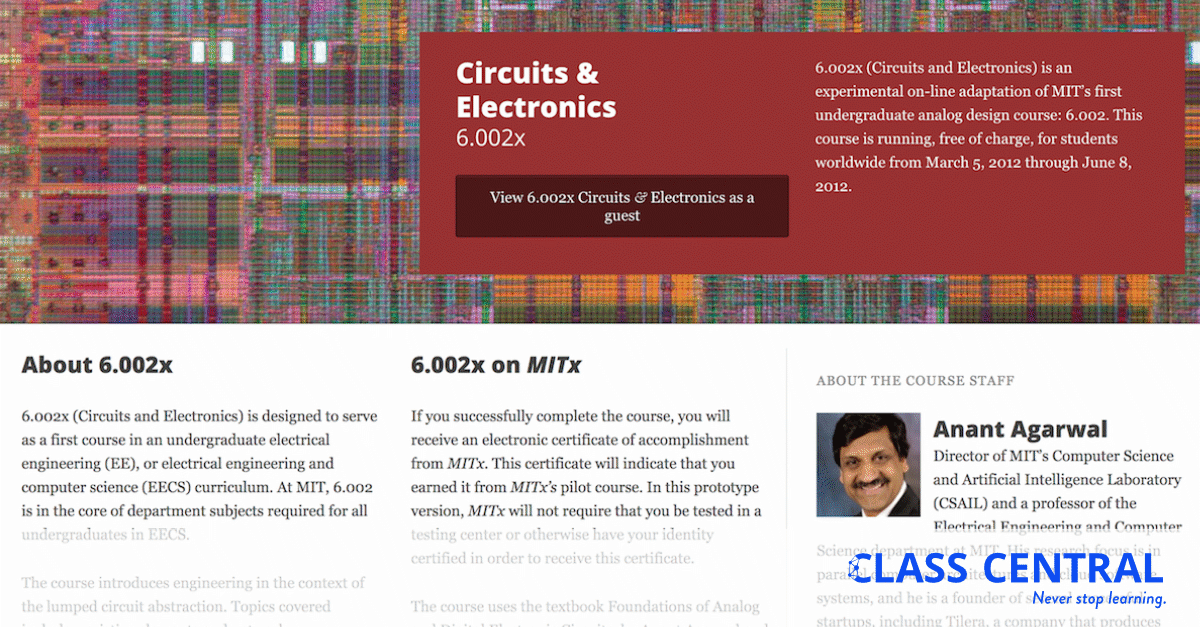 Circuits &
Electronics
6.002x
View 6.002x Circuits & Electronics as a
guest
6.002x (Circuits and Electronics) is an
experimental on-line adaptation of MIT's first
undergraduate analog design course: 6.002. This
course is running, free of charge, for students
worldwide from March 5, 2012 through June 8,
2012.
About 6.002x
6.002x (Circuits and Electronics) is designed to serve
as a first course in an undergraduate electrical
engineering (EE), or electrical engineering and
computer science (EECS) curriculum. At MIT, 6.002
is in the core of department subjects required for all
undergraduates in EECS.
The course introduces engineering in the context of
the lumped circuit abstraction. Topics covered
6.002x on MITx
If you successfully complete the course, you will
receive an electronic certificate of accomplishment
from MITx. This certificate will indicate that you
earned it from MITx's pilot course. In this prototype
version, MITx will not require that you be tested in a
testing center or otherwise have your identity
certified in order to receive this certificate.
The course uses the textbook Foundations of Analog
ABOUT THE COURSE STAFF
Anant Agarwal
Director of MIT's Computer Science
and Artificial Intelligence Laboratory
(CSAIL) and a professor of the
Electrical Engineering and Computer
Science department at MIT. His research focus is in
systems, and he is a founder of
startups, including Tilera, a company that produces
CLASS CENTRAL
Never stop learning.